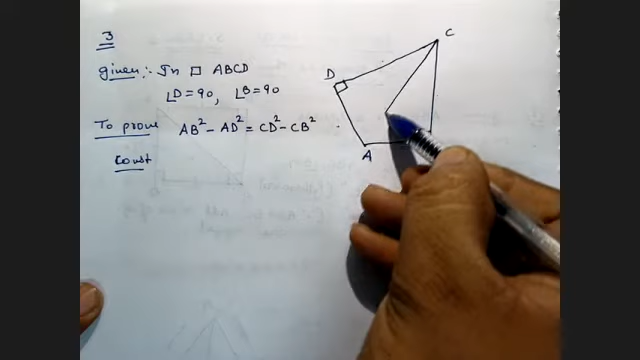 3
Given :- In □ ABCD
∠D = 90, ∠B = 90
To prove AB² - AD² = CD² - CB² .
Const
D
C
A